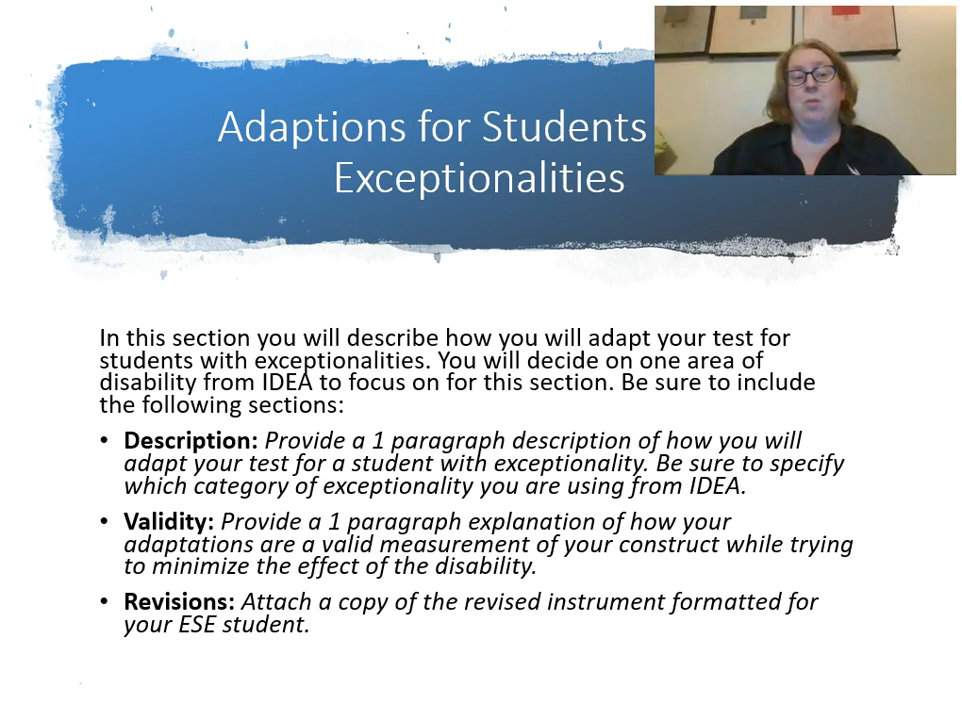 Adaptions for Students
Exceptionalities
In this section you will describe how you will adapt your test for
students with exceptionalities. You will decide on one area of
disability from IDEA to focus on for this section. Be sure to include
the following sections:
• Description: Provide a 1 paragraph description of how you will
adapt your test for a student with exceptionality. Be sure to specify
which category of exceptionality you are using from IDEA.
• Validity: Provide a 1 paragraph explanation of how your
adaptations are a valid measurement of your construct while trying
to minimize the effect of the disability.
• Revisions: Attach a copy of the revised instrument formatted for
your ESE student.